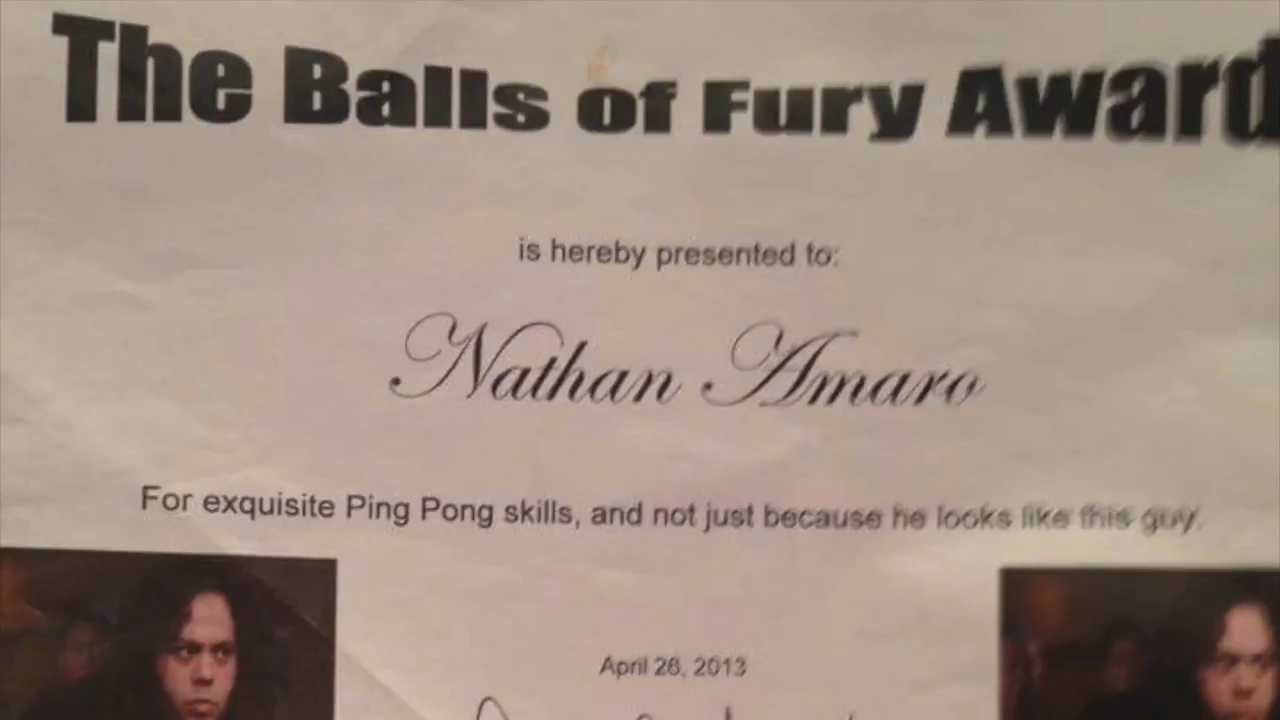 The Balls of Fury Award
is hereby presented to:
Nathan Amaro
For exquisite Ping Pong skills, and not just because he looks like this guy.
April 26, 2013